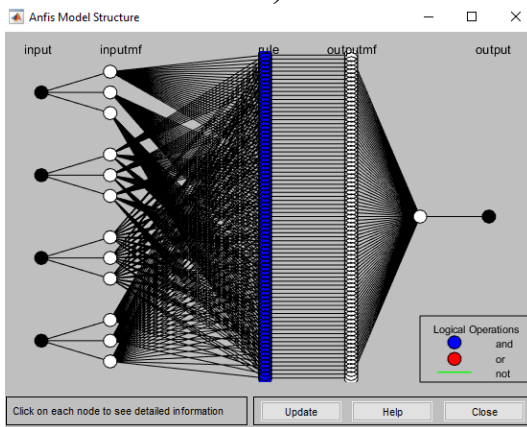 Anfis Model Structure
input inputmf rule outputmf output
Logical Operations
and
or
not
Click on each node to see detailed information
Update Help Close